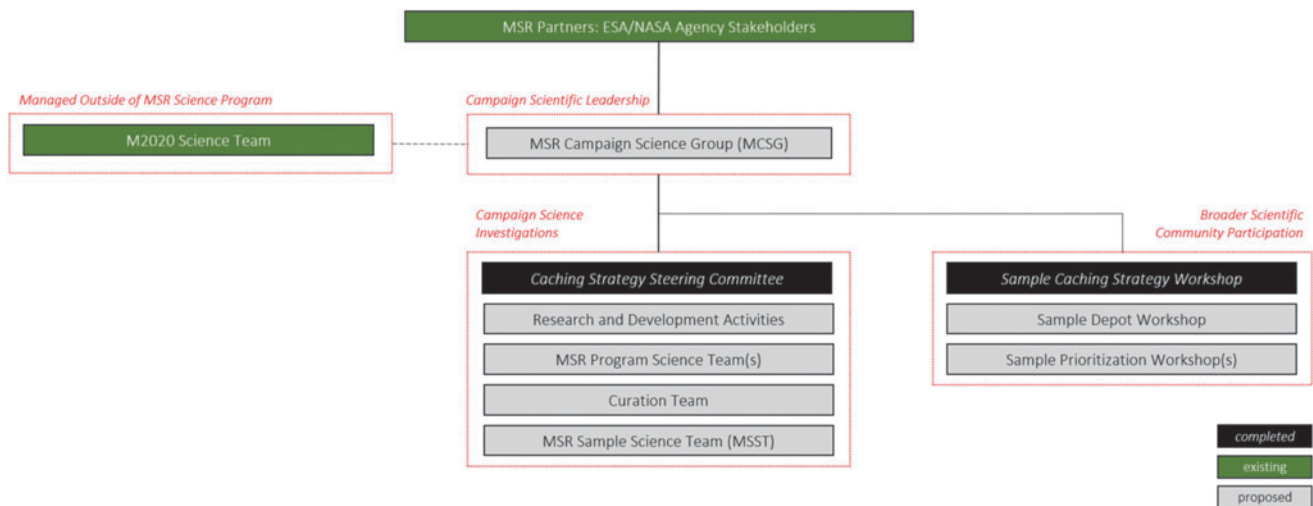 MSR Partners: ESA/NASA Agency Stakeholders
Managed Outside of MSR Science Program
Campaign Scientific Leadership
M2020 Science Team
MSR Campaign Science Group (MCSG)
Campaign Science
Investigations
Broader Scientific
Community Participation
Caching Strategy Steering Committee
Research and Development Activities
MSR Program Science Team(s)
Curation Team
MSR Sample Science Team (MSST)
Sample Caching Strategy Workshop
Sample Depot Workshop
Sample Prioritization Workshop(s)
completed
existing
proposed